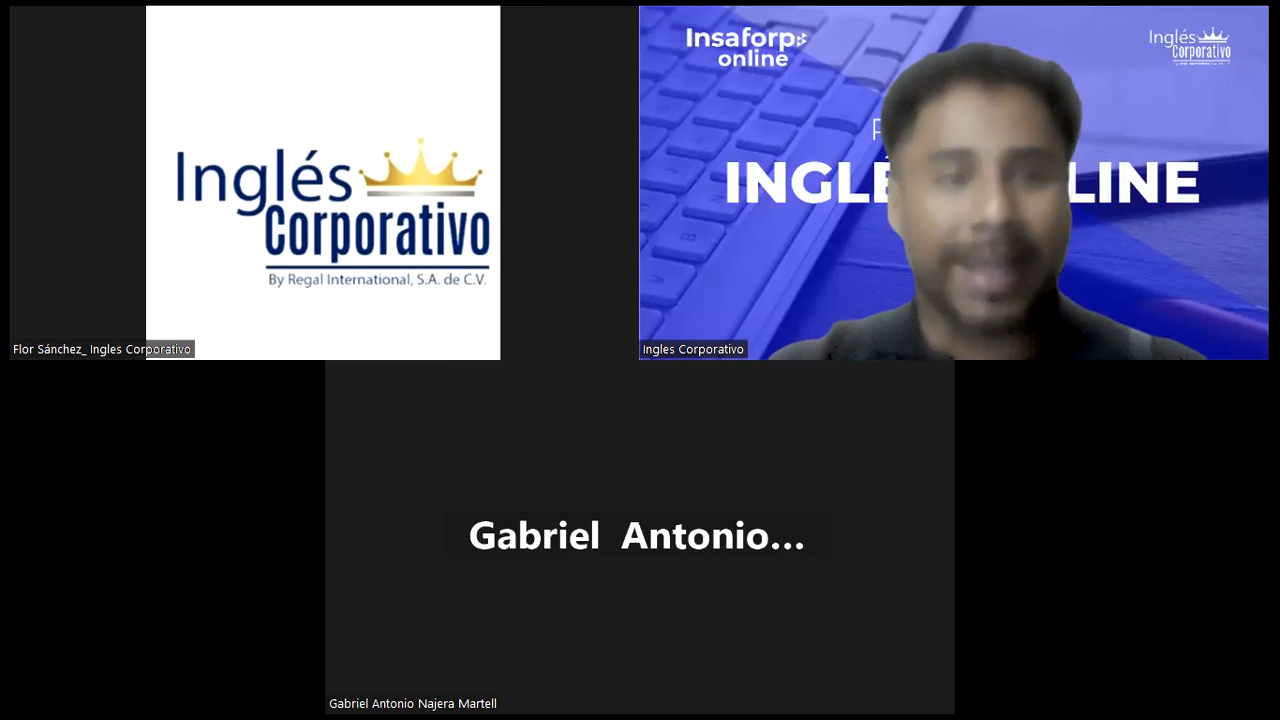 Inglés
Corporativo
By Regal International, S.A. de C.V.
Flor Sánchez_ Ingles Corporativo
Insaforp
online
Inglés
Corporativo
INGLÉ LINE
Ingles Corporativo
Gabriel Antonio...
Gabriel Antonio Najera Martell